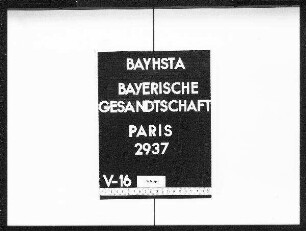 BAYHSTA
BAYERISCHE
GESANDTSCHAFT
PARIS
2937
V-16